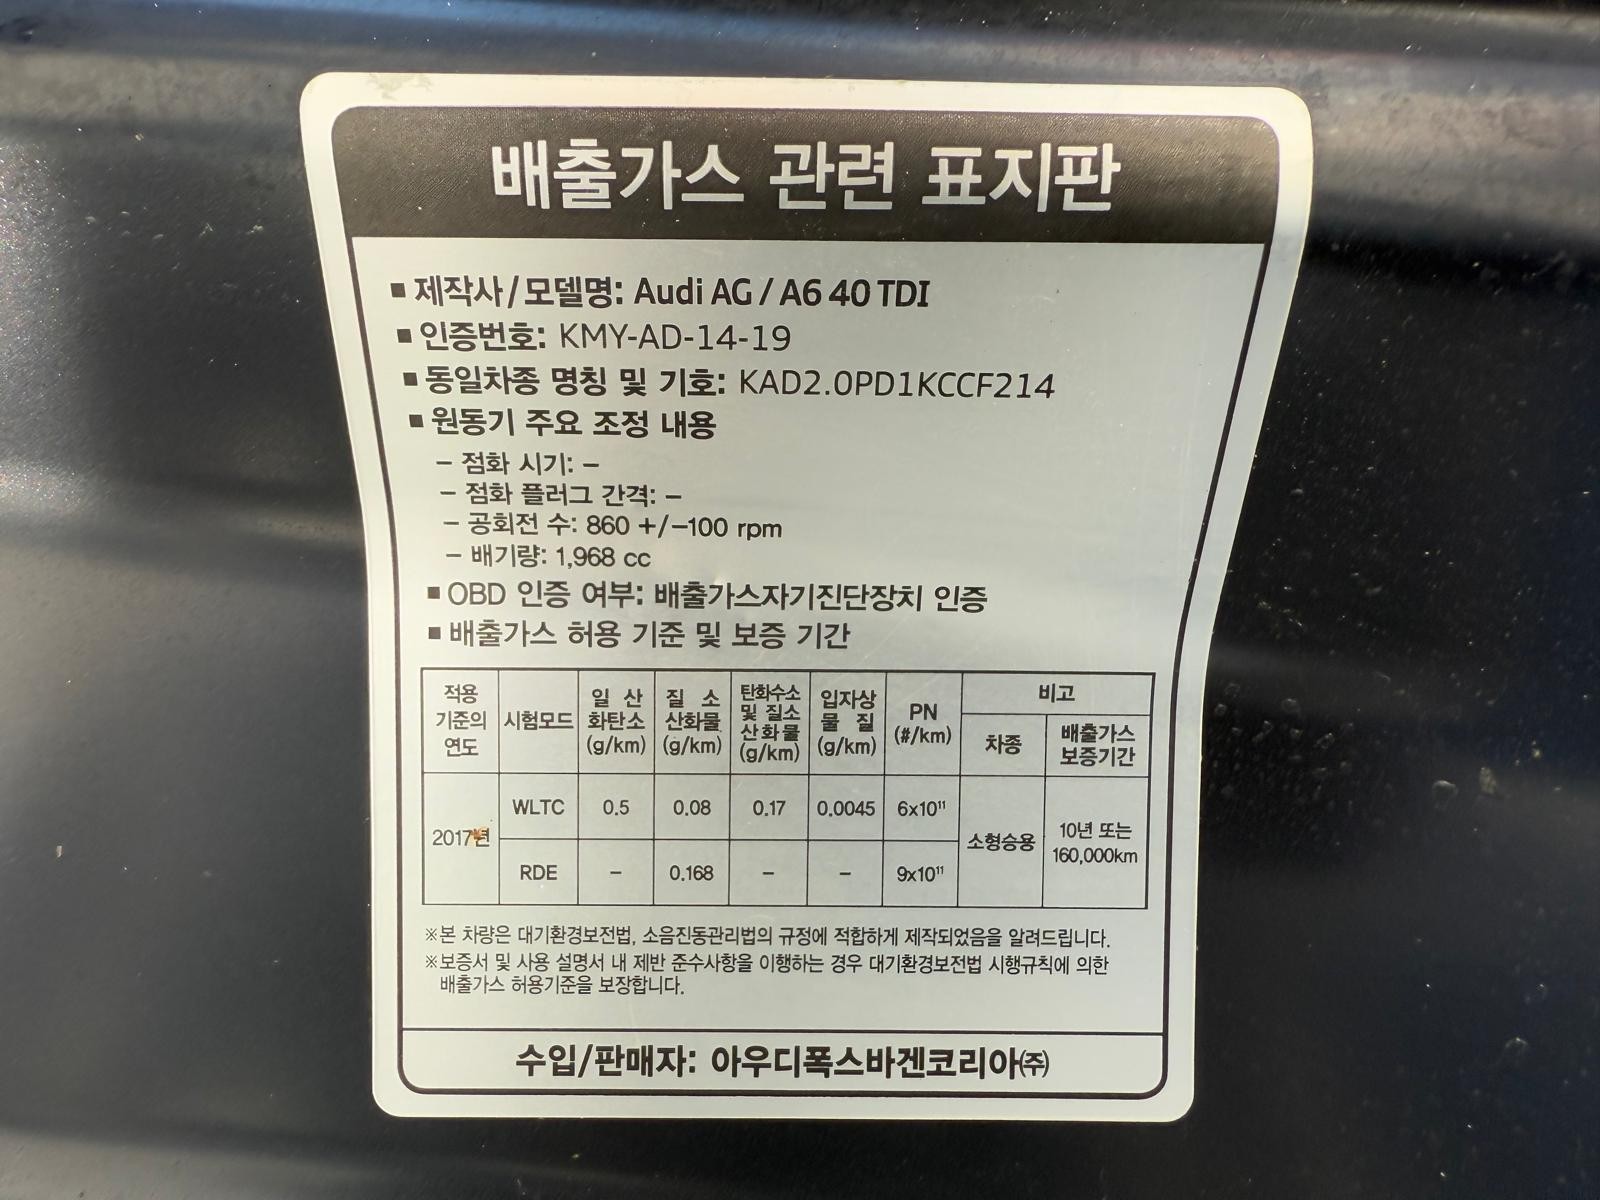 배출가스 관련 표지판
■ 제작사/모델명: Audi AG / A6 40 TDI
■ 인증번호: KMY-AD-14-19
■ 동일차종 명칭 및 기호: KAD2.0PD1KCCF214
■ 원동기 주요 조정 내용
– 점화 시기: –
– 점화 플러그 간격: –
– 공회전 수: 860 +/–100 rpm
– 배기량: 1,968 cc
■ OBD 인증 여부: 배출가스자기진단장치 인증
■ 배출가스 허용 기준 및 보증 기간
적용 기준의 연도 시험모드 일 산화탄소 (g/km) 질 소 산화물 (g/km) 탄화수소 및 질소 산화물 (g/km) 입자상 물 질 (g/km) PN (#/km) 비고
차종 배출가스 보증기간
2017년 WLTC 0.5 0.08 0.17 0.0045 6x10¹¹ 소형승용 10년 또는 160,000km
RDE – 0.168 – – 9x10¹¹
※본 차량은 대기환경보전법, 소음진동관리법의 규정에 적합하게 제작되었음을 알려드립니다.
※보증서 및 사용 설명서 내 제반 준수사항을 이행하는 경우 대기환경보전법 시행규칙에 의한
배출가스 허용기준을 보장합니다.
수입/판매자: 아우디폭스바겐코리아㈜